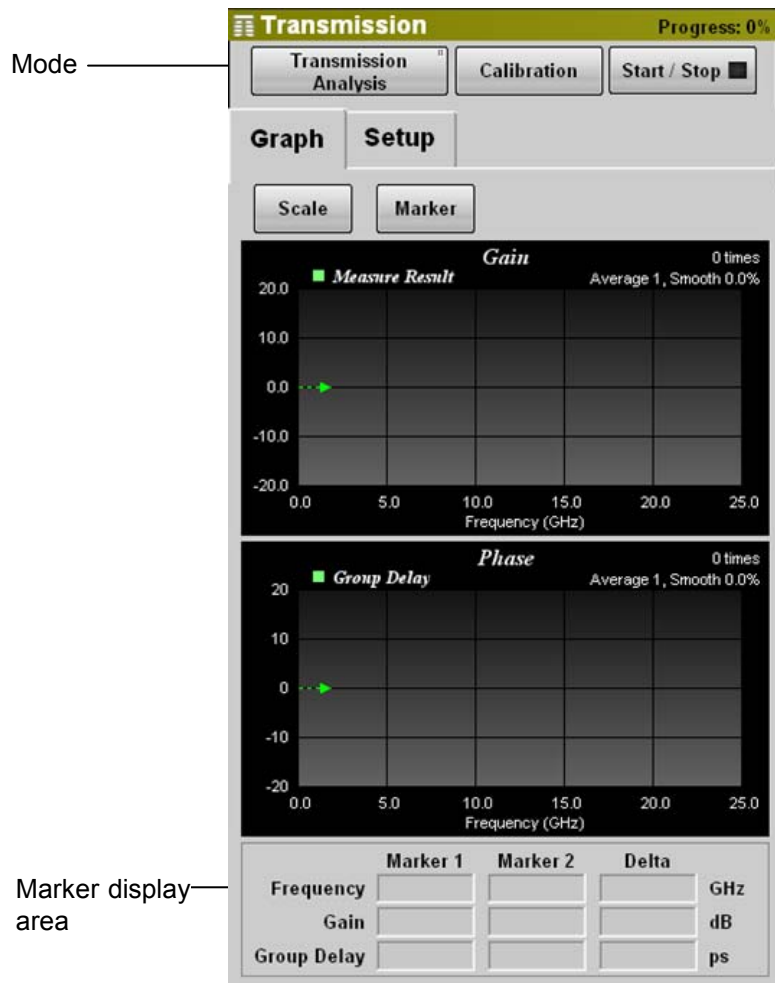 Transmission Progress: 0%
Mode
Transmission
Analysis
Calibration
Start / Stop
Graph
Setup
Scale
Marker
Gain
0 times
Measure Result
Average 1, Smooth 0.0%
20.0
10.0
0.0
-10.0
-20.0
0.0 5.0 10.0 15.0 20.0 25.0
Frequency (GHz)
Phase
0 times
Group Delay
Average 1, Smooth 0.0%
20
10
0
-10
-20
0.0 5.0 10.0 15.0 20.0 25.0
Frequency (GHz)
Marker display
area
Marker 1 Marker 2 Delta
Frequency GHz
Gain dB
Group Delay ps